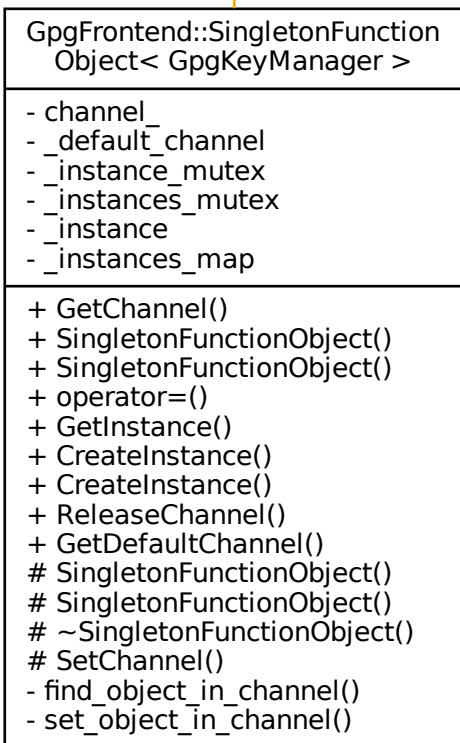 GpgFrontend::SingletonFunction
Object< GpgKeyManager >
- channel_
- _default_channel
- _instance_mutex
- _instances_mutex
- _instance
- _instances_map
+ GetChannel()
+ SingletonFunctionObject()
+ SingletonFunctionObject()
+ operator=()
+ GetInstance()
+ CreateInstance()
+ CreateInstance()
+ ReleaseChannel()
+ GetDefaultChannel()
# SingletonFunctionObject()
# SingletonFunctionObject()
# ~SingletonFunctionObject()
# SetChannel()
- find_object_in_channel()
- set_object_in_channel()